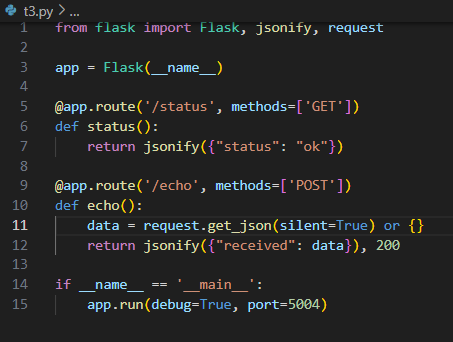 t3.py > ...
1 from flask import Flask, jsonify, request
2
3 app = Flask(__name__)
4
5 @app.route('/status', methods=['GET'])
6 def status():
7     return jsonify({"status": "ok"})
8
9 @app.route('/echo', methods=['POST'])
10 def echo():
11     data = request.get_json(silent=True) or {}
12     return jsonify({"received": data}), 200
13
14 if __name__ == '__main__':
15     app.run(debug=True, port=5004)